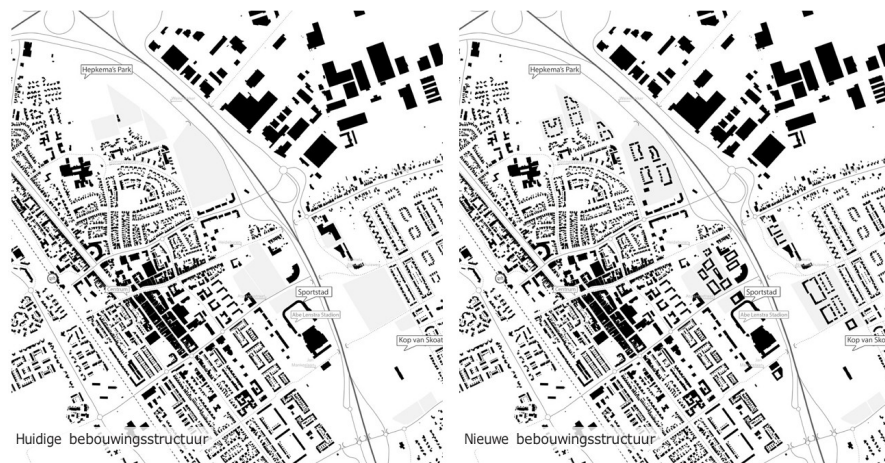 Hepkema's Park
Sportstad
Abe Lenstra Stadion
Kop van Skoat
Huidige bebouwingsstructuur
Hepkema's Park
Sportstad
Abe Lenstra Stadion
Kop van Sko
Nieuwe bebouwingsstructuur